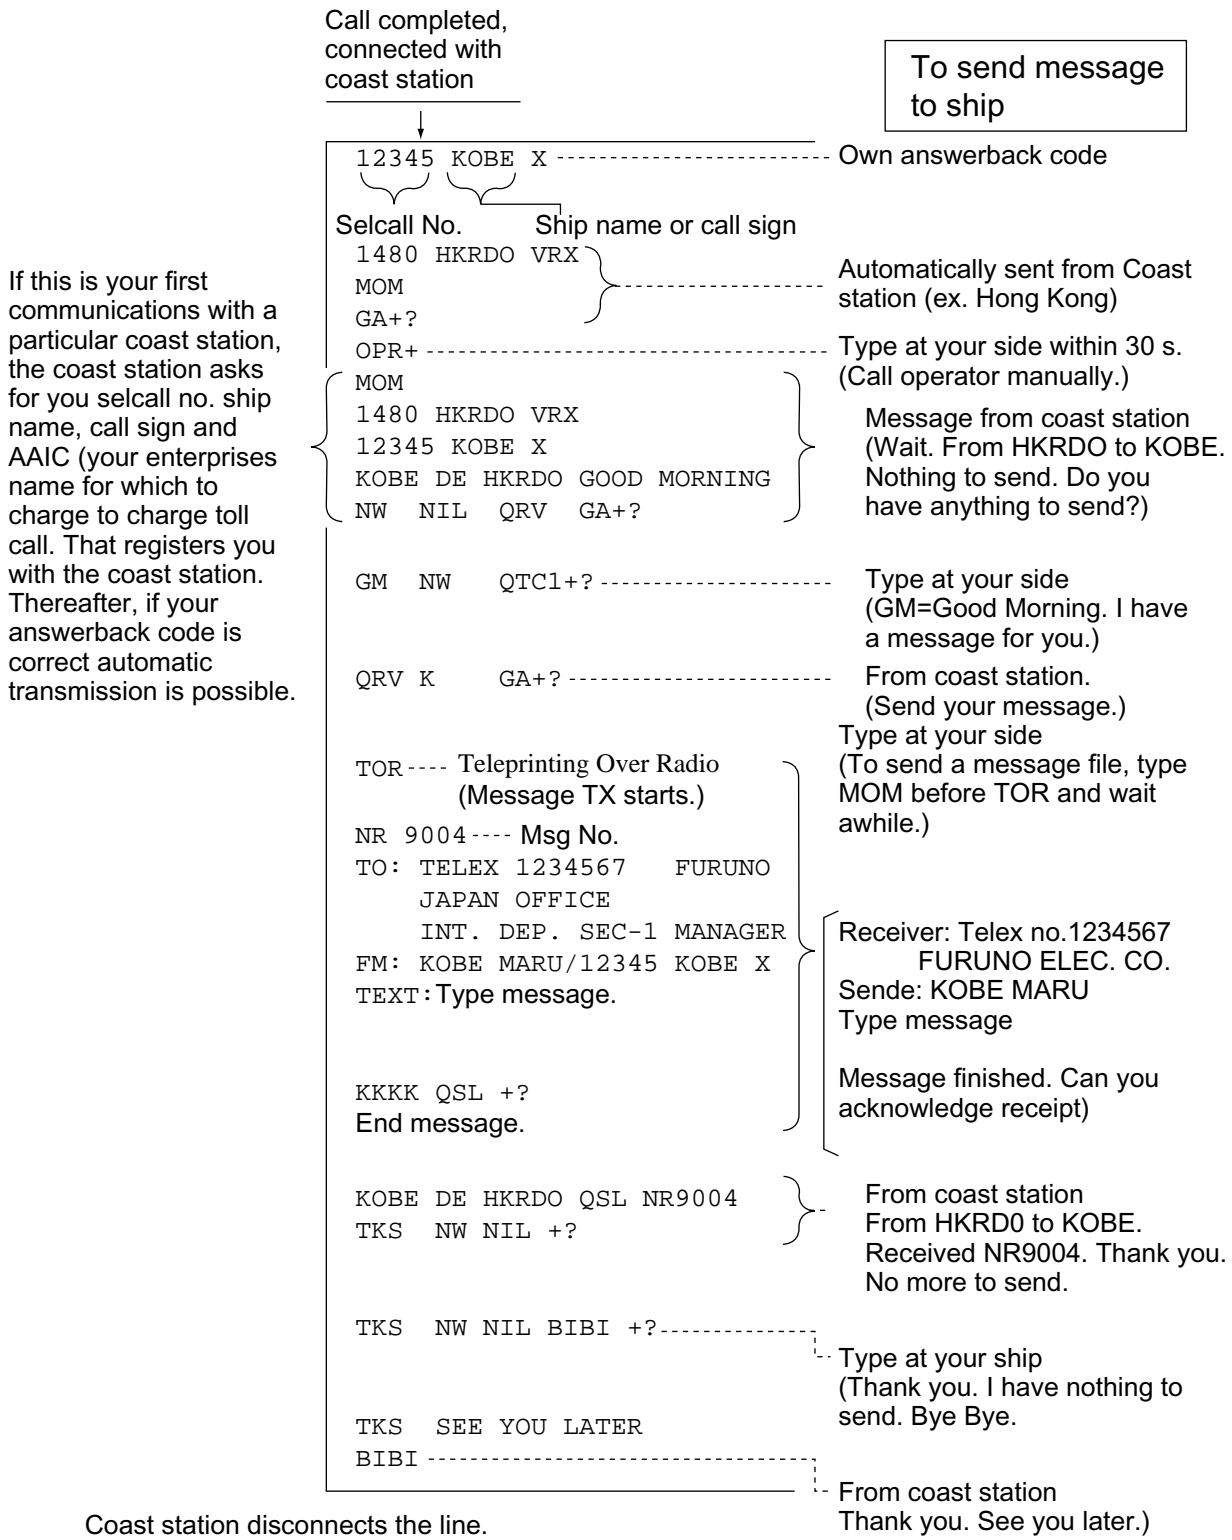 Call completed,
connected with
coast station
To send message
to ship
12345 KOBE X
Own answerback code
Selcall No.
Ship name or call sign
1480 HKRDO VRX
MOM
GA+?
Automatically sent from Coast
station (ex. Hong Kong)
OPR+
Type at your side within 30 s.
(Call operator manually.)
If this is your first
communications with a
particular coast station,
the coast station asks
for you selcall no. ship
name, call sign and
AAIC (your enterprises
name for which to
charge to charge toll
call. That registers you
with the coast station.
Thereafter, if your
answerback code is
correct automatic
transmission is possible.
MOM
1480 HKRDO VRX
12345 KOBE X
KOBE DE HKRDO GOOD MORNING
NW NIL QRV GA+?
Message from coast station
(Wait. From HKRDO to KOBE.
Nothing to send. Do you
have anything to send?)
GM NW QTC1+?
Type at your side
(GM=Good Morning. I have
a message for you.)
QRV K GA+?
From coast station.
(Send your message.)
Type at your side
(To send a message file, type
MOM before TOR and wait
awhile.)
TOR Teleprinting Over Radio
(Message TX starts.)
NR 9004 Msg No.
TO: TELEX 1234567 FURUNO
JAPAN OFFICE
INT. DEP. SEC-1 MANAGER
FM: KOBE MARU/12345 KOBE X
TEXT:Type message.
KKKK QSL +?
End message.
Receiver: Telex no.1234567
FURUNO ELEC. CO.
Sende: KOBE MARU
Type message
Message finished. Can you
acknowledge receipt)
KOBE DE HKRDO QSL NR9004
TKS NW NIL +?
From coast station
From HKRD0 to KOBE.
Received NR9004. Thank you.
No more to send.
TKS NW NIL BIBI +?
Type at your ship
(Thank you. I have nothing to
send. Bye Bye.
TKS SEE YOU LATER
BIBI
From coast station
Thank you. See you later.)
Coast station disconnects the line.